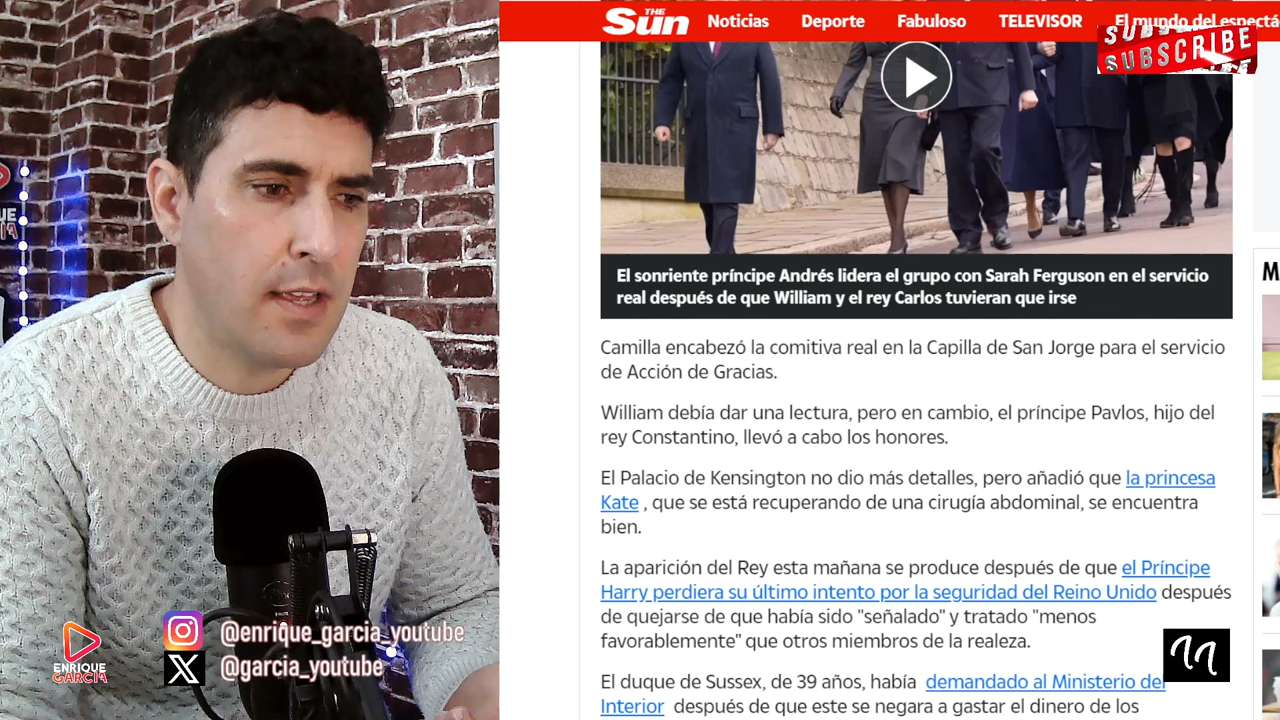 THE
Sun
Noticias
Deporte
Fabuloso
TELEVISOR
El mundo del espectá
SUBSCRIBE
El sonriente príncipe Andrés lidera el grupo con Sarah Ferguson en el servicio
real después de que William y el rey Carlos tuvieran que irse
M
Camilla encabezó la comitiva real en la Capilla de San Jorge para el servicio
de Acción de Gracias.
William debía dar una lectura, pero en cambio, el príncipe Pavlos, hijo del
rey Constantino, llevó a cabo los honores.
El Palacio de Kensington no dio más detalles, pero añadió que la princesa
Kate , que se está recuperando de una cirugía abdominal, se encuentra
bien.
La aparición del Rey esta mañana se produce después de que el Príncipe
Harry perdiera su último intento por la seguridad del Reino Unido después
de quejarse de que había sido "señalado" y tratado "menos
favorablemente" que otros miembros de la realeza.
El duque de Sussex, de 39 años, había demandado al Ministerio del
Interior después de que este se negara a gastar el dinero de los
@enrique_garcia_youtube
@garcia_youtube
ENRIQUE
GARCIA